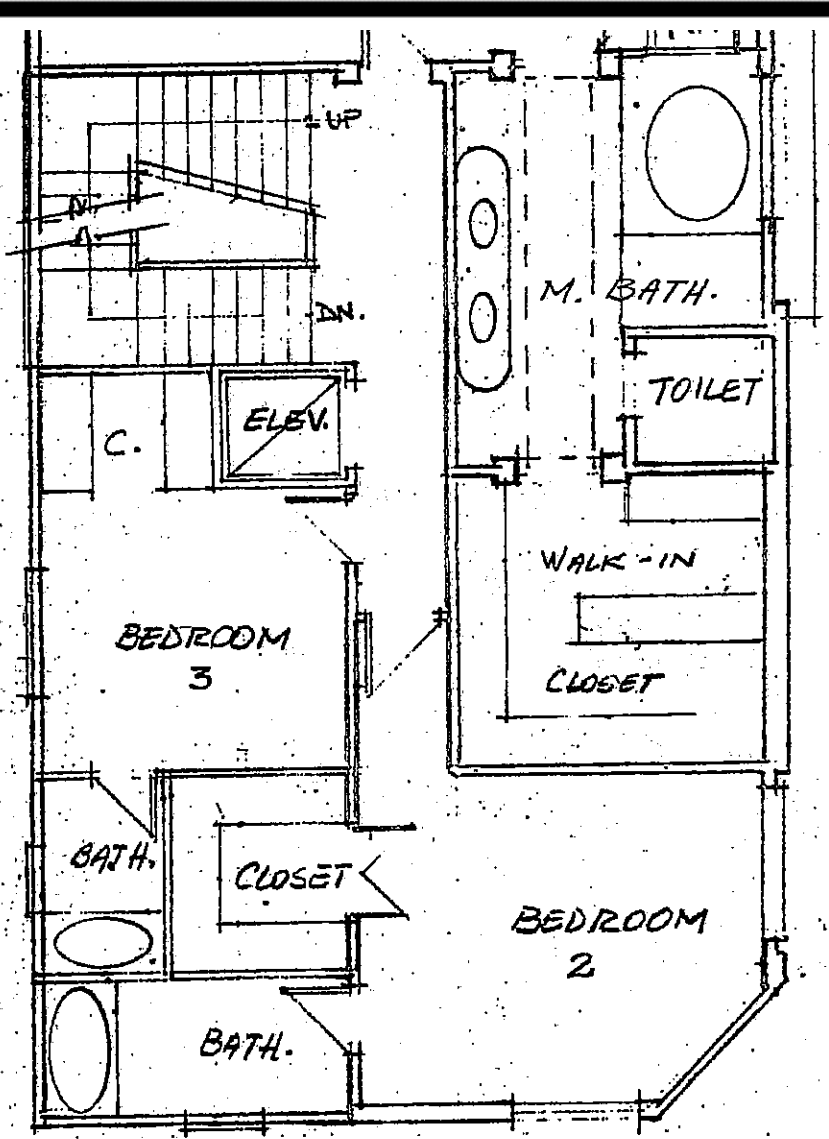 UP
DN.
M. BATH.
TOILET
C.
ELEV.
WALK-IN
CLOSET
BEDROOM
3
BATH.
CLOSET
BEDROOM
2
BATH.